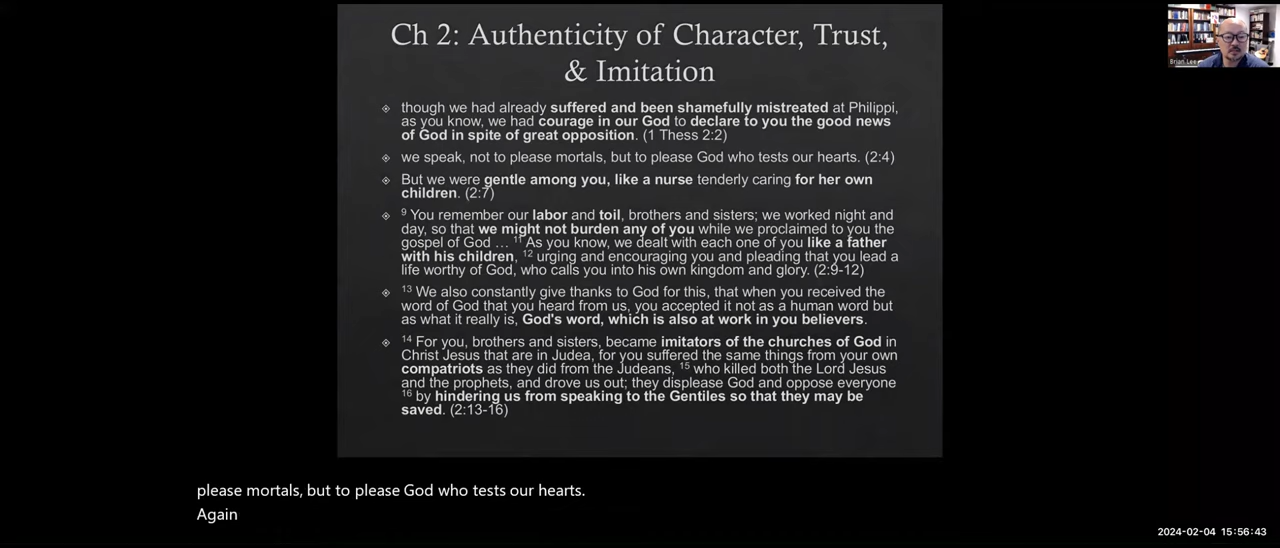 Ch 2: Authenticity of Character, Trust,
& Imitation
though we had already suffered and been shamefully mistreated at Philippi,
as you know, we had courage in our God to declare to you the good news
of God in spite of great opposition. (1 Thess 2:2)
we speak, not to please mortals, but to please God who tests our hearts. (2:4)
But we were gentle among you, like a nurse tenderly caring for her own
children. (2:7)
9 You remember our labor and toil, brothers and sisters; we worked night and
day, so that we might not burden any of you while we proclaimed to you the
gospel of God ... 11 As you know, we dealt with each one of you like a father
with his children, 12 urging and encouraging you and pleading that you lead a
life worthy of God, who calls you into his own kingdom and glory. (2:9-12)
13 We also constantly give thanks to God for this, that when you received the
word of God that you heard from us, you accepted it not as a human word but
as what it really is, God's word, which is also at work in you believers.
14 For you, brothers and sisters, became imitators of the churches of God in
Christ Jesus that are in Judea, for you suffered the same things from your own
compatriots as they did from the Judeans, 15 who killed both the Lord Jesus
and the prophets, and drove us out; they displease God and oppose everyone
16 by hindering us from speaking to the Gentiles so that they may be
saved. (2:13-16)
Brian Lee
please mortals, but to please God who tests our hearts.
Again
2024-02-04 15:56:43